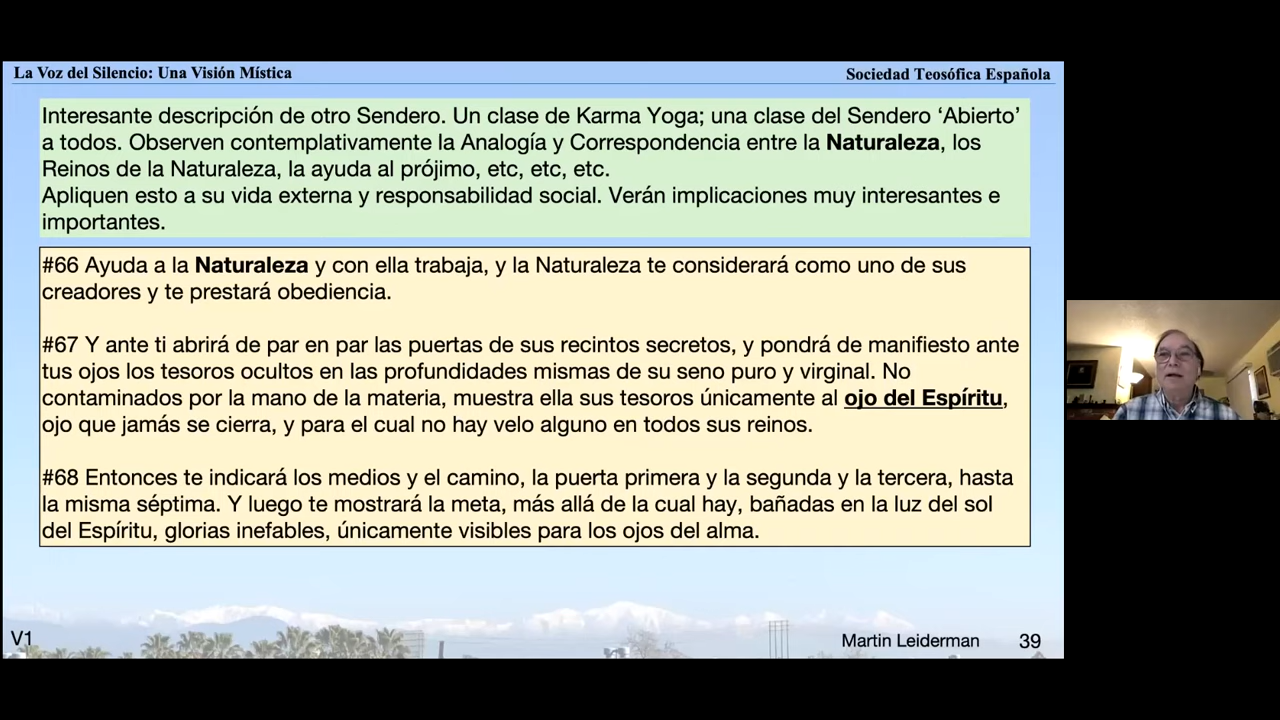 La Voz del Silencio: Una Visión Mística
Sociedad Teosófica Española
Interesante descripción de otro Sendero. Un clase de Karma Yoga; una clase del Sendero ‘Abierto’
a todos. Observen contemplativamente la Analogía y Correspondencia entre la Naturaleza, los
Reinos de la Naturaleza, la ayuda al prójimo, etc, etc, etc.
Apliquen esto a su vida externa y responsabilidad social. Verán implicaciones muy interesantes e
importantes.
#66 Ayuda a la Naturaleza y con ella trabaja, y la Naturaleza te considerará como uno de sus
creadores y te prestará obediencia.
#67 Y ante ti abrirá de par en par las puertas de sus recintos secretos, y pondrá de manifiesto ante
tus ojos los tesoros ocultos en las profundidades mismas de su seno puro y virginal. No
contaminados por la mano de la materia, muestra ella sus tesoros únicamente al ojo del Espíritu,
ojo que jamás se cierra, y para el cual no hay velo alguno en todos sus reinos.
#68 Entonces te indicará los medios y el camino, la puerta primera y la segunda y la tercera, hasta
la misma séptima. Y luego te mostrará la meta, más allá de la cual hay, bañadas en la luz del sol
del Espíritu, glorias inefables, únicamente visibles para los ojos del alma.
V1
Martin Leiderman
39